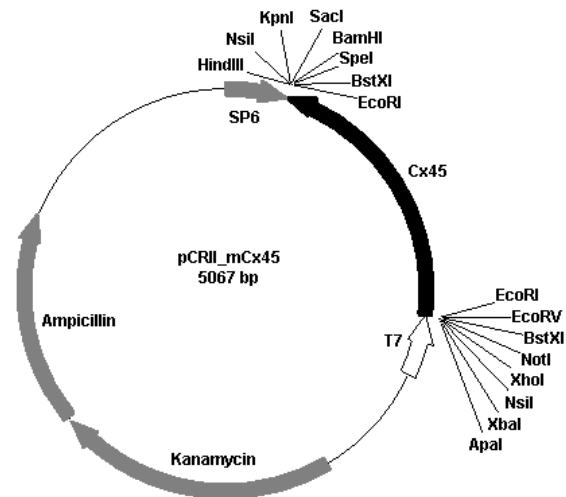 KpnI
SacI
NsiI
BamHI
SpeI
HindIII
BstXI
EcoRI
SP6
Cx45
pCRII_mCx45
5067 bp
EcoRI
EcoRV
BstXI
NotI
XhoI
NsiI
XbaI
ApaI
T7
Ampicillin
Kanamycin